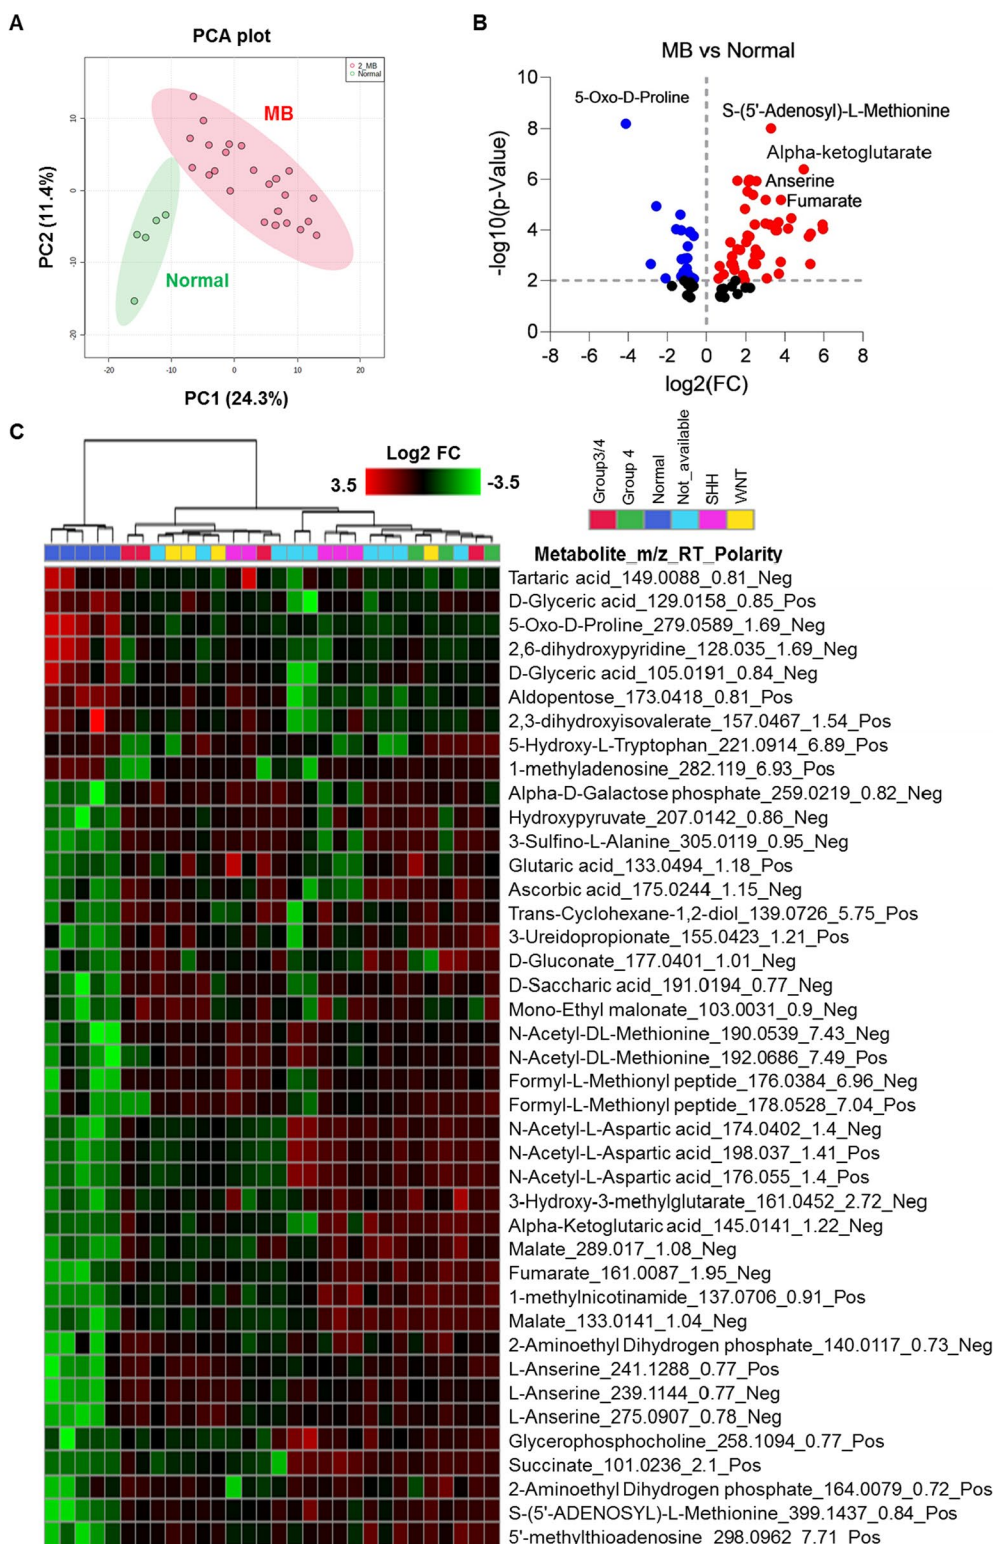 A
PCA plot
2_MB
Normal
MB
Normal
PC2 (11.4%)
10
0
-10
-20
-20
-10
0
10
20
PC1 (24.3%)
B
MB vs Normal
5-Oxo-D-Proline
S-(5'-Adenosyl)-L-Methionine
Alpha-ketoglutarate
Anserine
Fumarate
-log10(p-Value)
10
8
6
4
2
0
-8
-6
-4
-2
0
2
4
6
8
log2(FC)
C
Log2 FC
3.5
-3.5
Group3/4
Group 4
Normal
Not_available
SHH
WNT
Metabolite_m/z_RT_Polarity
Tartaric acid_149.0088_0.81_Neg
D-Glyceric acid_129.0158_0.85_Pos
5-Oxo-D-Proline_279.0589_1.69_Neg
2,6-dihydroxypyridine_128.035_1.69_Neg
D-Glyceric acid_105.0191_0.84_Neg
Aldopentose_173.0418_0.81_Pos
2,3-dihydroxyisovalerate_157.0467_1.54_Pos
5-Hydroxy-L-Tryptophan_221.0914_6.89_Pos
1-methyladenosine_282.119_6.93_Pos
Alpha-D-Galactose phosphate_259.0219_0.82_Neg
Hydroxypyruvate_207.0142_0.86_Neg
3-Sulfino-L-Alanine_305.0119_0.95_Neg
Glutaric acid_133.0494_1.18_Pos
Ascorbic acid_175.0244_1.15_Neg
Trans-Cyclohexane-1,2-diol_139.0726_5.75_Pos
3-Ureidopropionate_155.0423_1.21_Pos
D-Gluconate_177.0401_1.01_Neg
D-Saccharic acid_191.0194_0.77_Neg
Mono-Ethyl malonate_103.0031_0.9_Neg
N-Acetyl-DL-Methionine_190.0539_7.43_Neg
N-Acetyl-DL-Methionine_192.0686_7.49_Pos
Formyl-L-Methionyl peptide_176.0384_6.96_Neg
Formyl-L-Methionyl peptide_178.0528_7.04_Pos
N-Acetyl-L-Aspartic acid_174.0402_1.4_Neg
N-Acetyl-L-Aspartic acid_198.037_1.41_Pos
N-Acetyl-L-Aspartic acid_176.055_1.4_Pos
3-Hydroxy-3-methylglutarate_161.0452_2.72_Neg
Alpha-Ketoglutaric acid_145.0141_1.22_Neg
Malate_289.017_1.08_Neg
Fumarate_161.0087_1.95_Neg
1-methylnicotinamide_137.0706_0.91_Pos
Malate_133.0141_1.04_Neg
2-Aminoethyl Dihydrogen phosphate_140.0117_0.73_Neg
L-Anserine_241.1288_0.77_Pos
L-Anserine_239.1144_0.77_Neg
L-Anserine_275.0907_0.78_Neg
Glycerophosphocholine_258.1094_0.77_Pos
Succinate_101.0236_2.1_Pos
2-Aminoethyl Dihydrogen phosphate_164.0079_0.72_Pos
S-(5'-ADENOSYL)-L-Methionine_399.1437_0.84_Pos
5'-methylthioadenosine_298.0962_7.71_Pos